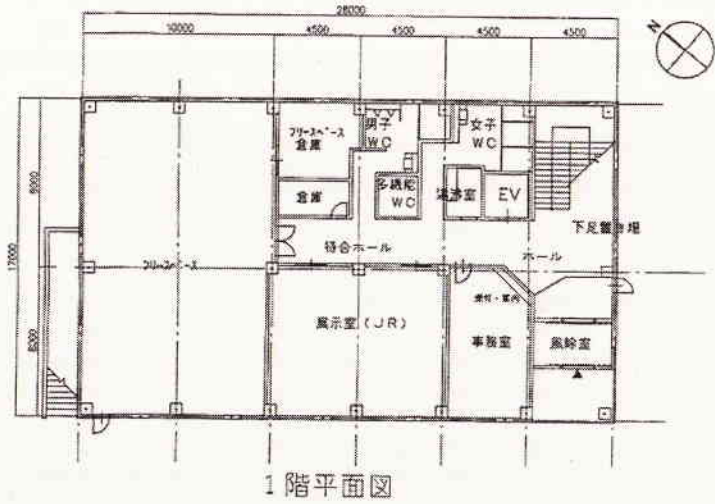 28000
10000 4500 4500 4500 4500
N
17000
フリースペース
倉庫
男子
WC
女子
WC
倉庫
多機能
WC
湯沸室
EV
下足置き場
待合ホール
ホール
フリースペース
展示室(JR)
受付・案内
事務室
風除室
1階平面図